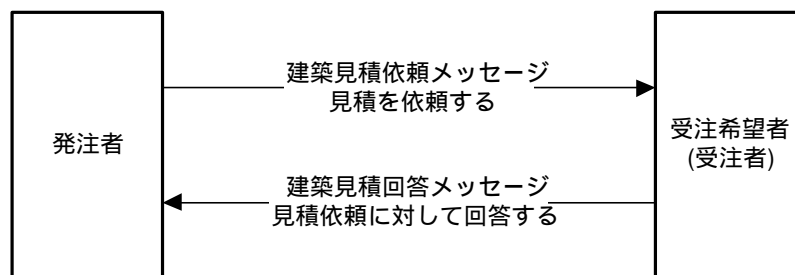 建築見積依頼メッセージ
見積を依頼する
発注者
受注希望者
(受注者)
建築見積回答メッセージ
見積依頼に対して回答する